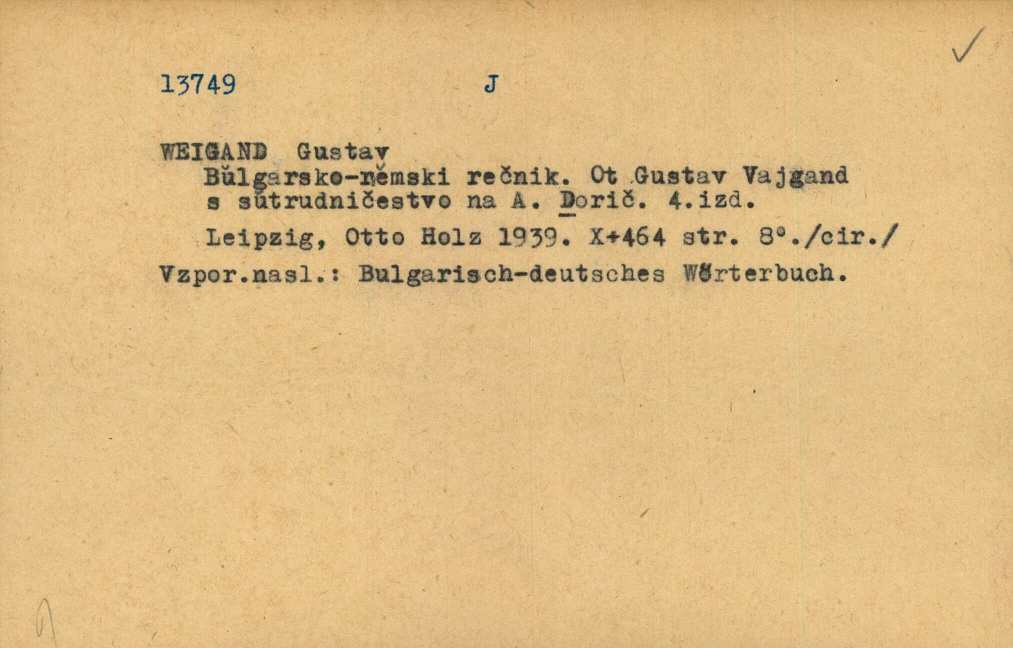 13749 J
WEIGAND Gustav
Bŭlgarsko-němski rečnik. Ot Gustav Vajgand
s sŭtrudničestvo na A. Dorič. 4.izd.
Leipzig, Otto Holz 1939. X+464 str. 8°./cir./
Vzpor.nasl.: Bulgarisch-deutsches Wörterbuch.